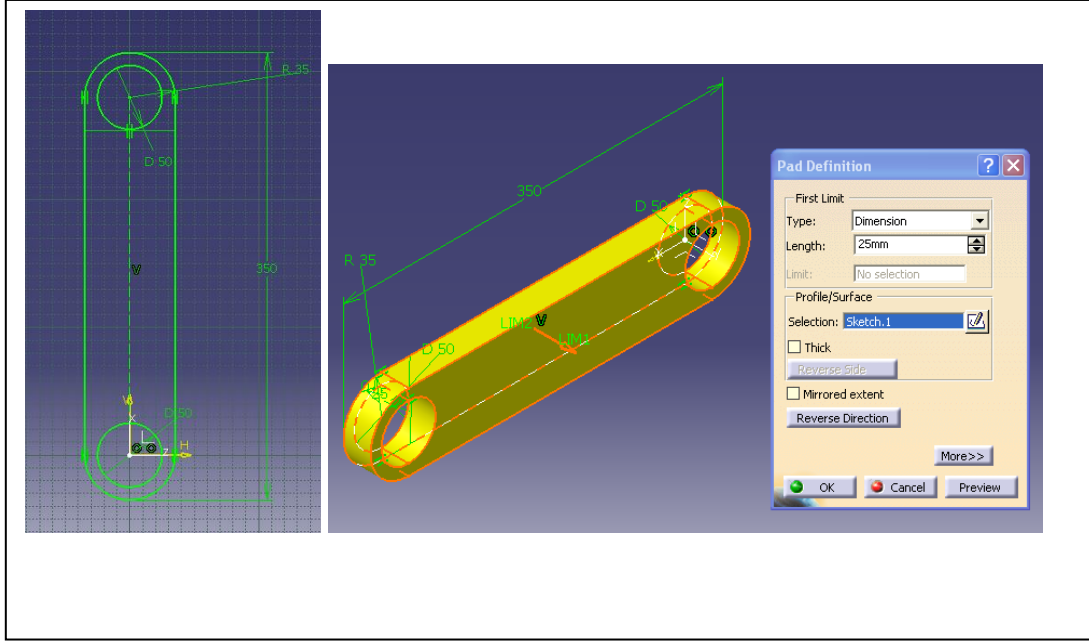 R 35
D 50
V
350
V
X
D 50
H
Z
350
D 50
R 35
LIM2
V
LIM1
D 50
Pad Definition
First Limit
Type: Dimension
Length: 25mm
Limit: No selection
Profile/Surface
Selection: Sketch.1
Thick
Reverse Side
Mirrored extent
Reverse Direction
More>>
OK Cancel Preview